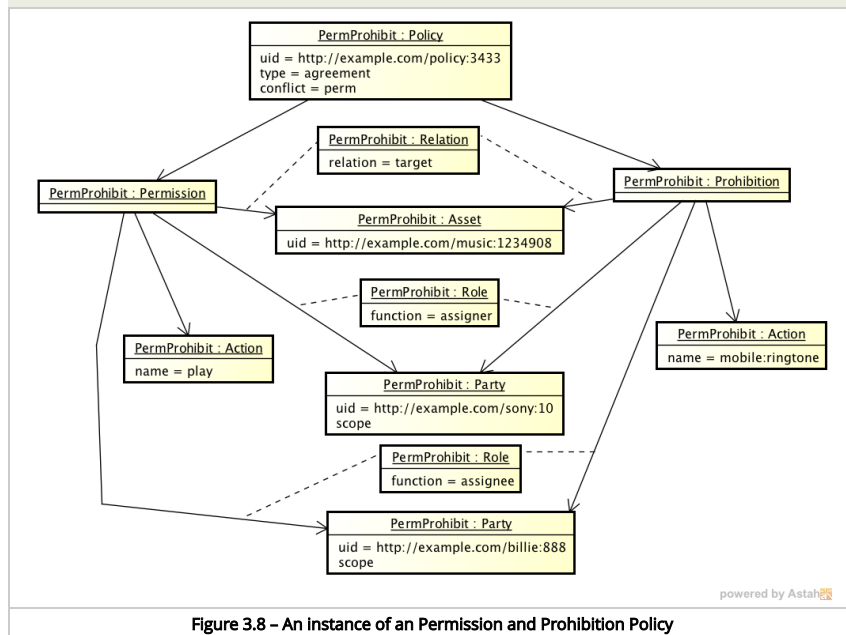 PermProhibit : Policy
uid = http://example.com/policy:3433
type = agreement
conflict = perm
PermProhibit : Relation
relation = target
PermProhibit : Permission
PermProhibit : Prohibition
PermProhibit : Asset
uid = http://example.com/music:1234908
PermProhibit : Role
function = assigner
PermProhibit : Action
name = play
PermProhibit : Action
name = mobile:ringtone
PermProhibit : Party
uid = http://example.com/sony:10
scope
PermProhibit : Role
function = assignee
PermProhibit : Party
uid = http://example.com/billie:888
scope
powered by Astah
Figure 3.8 – An instance of an Permission and Prohibition Policy